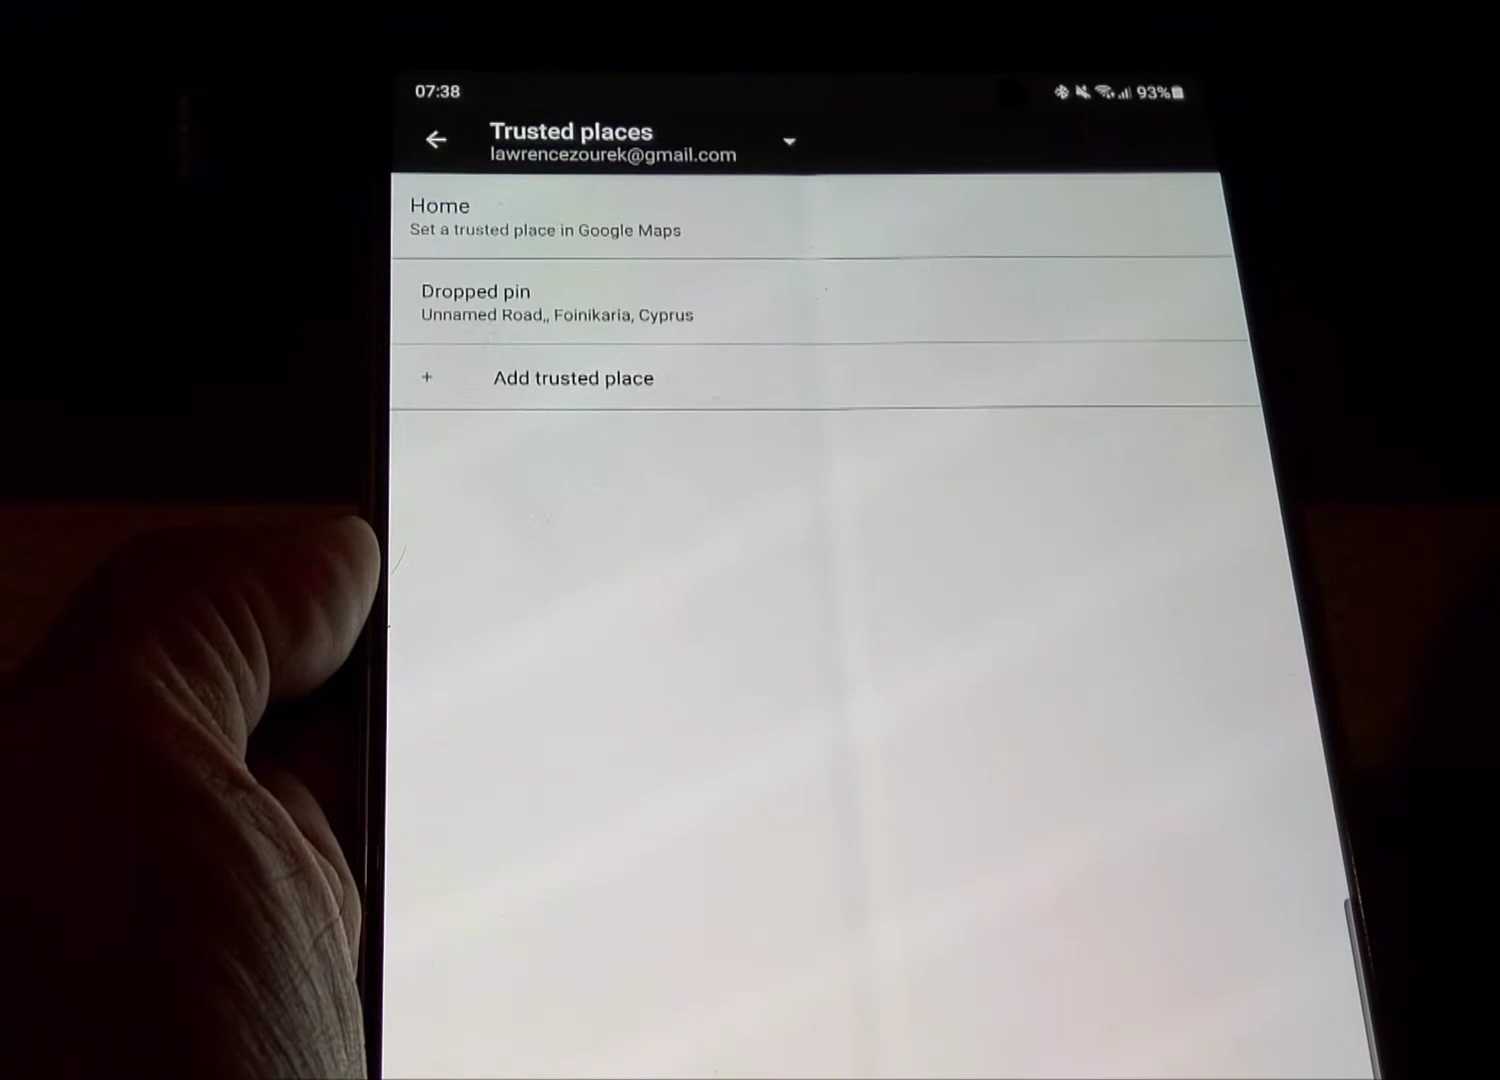 07:38
93%
Trusted places
lawrencezourek@gmail.com
Home
Set a trusted place in Google Maps
Dropped pin
Unnamed Road,, Foinikaria, Cyprus
+ Add trusted place